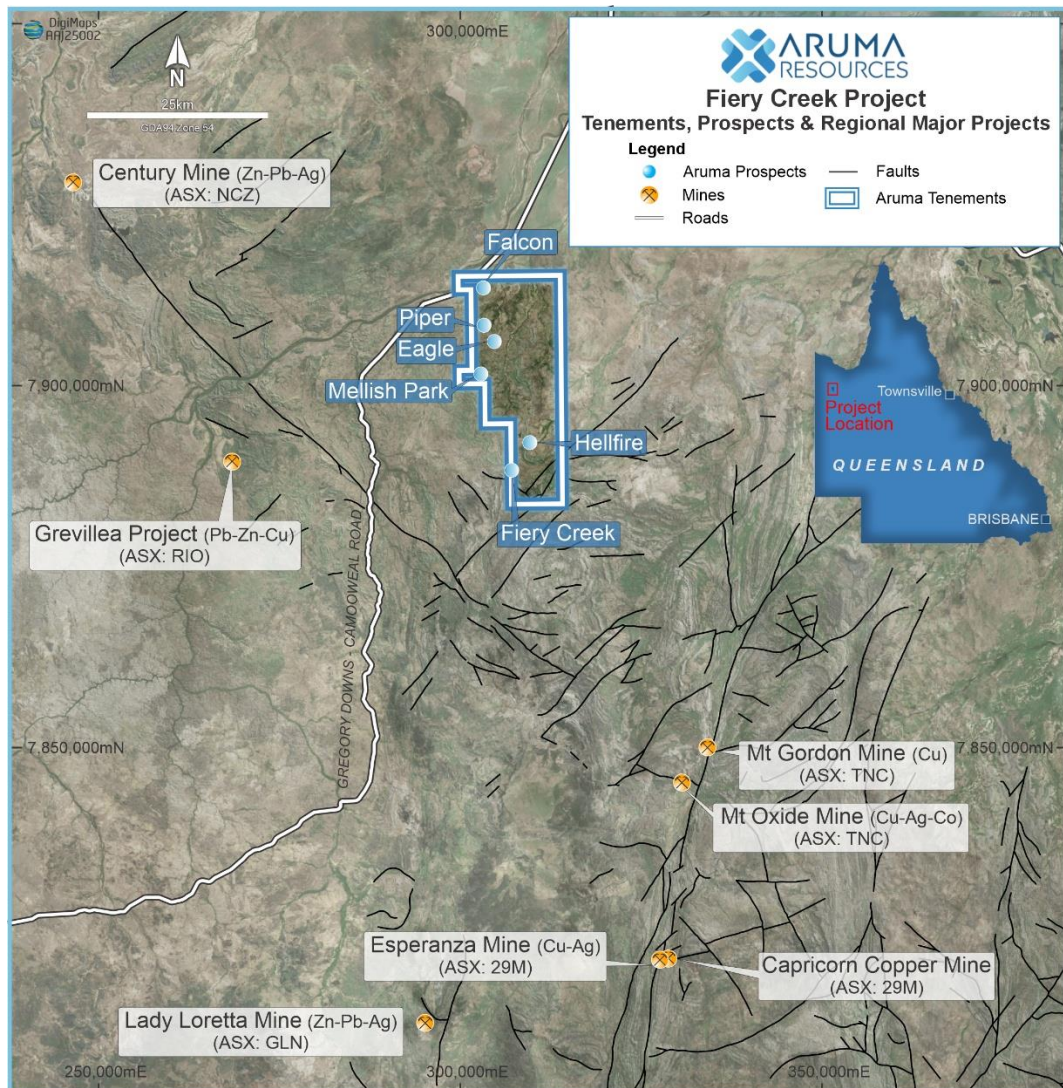 DigiMaps
AAJ25002
300,000mE
N
25km
GDA94 Zone 54
ARUMA
RESOURCES
Fiery Creek Project
Tenements, Prospects & Regional Major Projects
Legend
Aruma Prospects
Mines
Roads
Faults
Aruma Tenements
Century Mine (Zn-Pb-Ag)
(ASX: NCZ)
Falcon
Piper
Eagle
Mellish Park
Hellfire
Fiery Creek
7,900,000mN
7,900,000mN
Townsville
Project
Location
QUEENSLAND
BRISBANE
Grevillea Project (Pb-Zn-Cu)
(ASX: RIO)
GREGORY DOWNS - CAMOOWEAL ROAD
7,850,000mN
7,850,000mN
Mt Gordon Mine (Cu)
(ASX: TNC)
Mt Oxide Mine (Cu-Ag-Co)
(ASX: TNC)
Esperanza Mine (Cu-Ag)
(ASX: 29M)
Capricorn Copper Mine
(ASX: 29M)
Lady Loretta Mine (Zn-Pb-Ag)
(ASX: GLN)
250,000mE
300,000mE
350,000mE